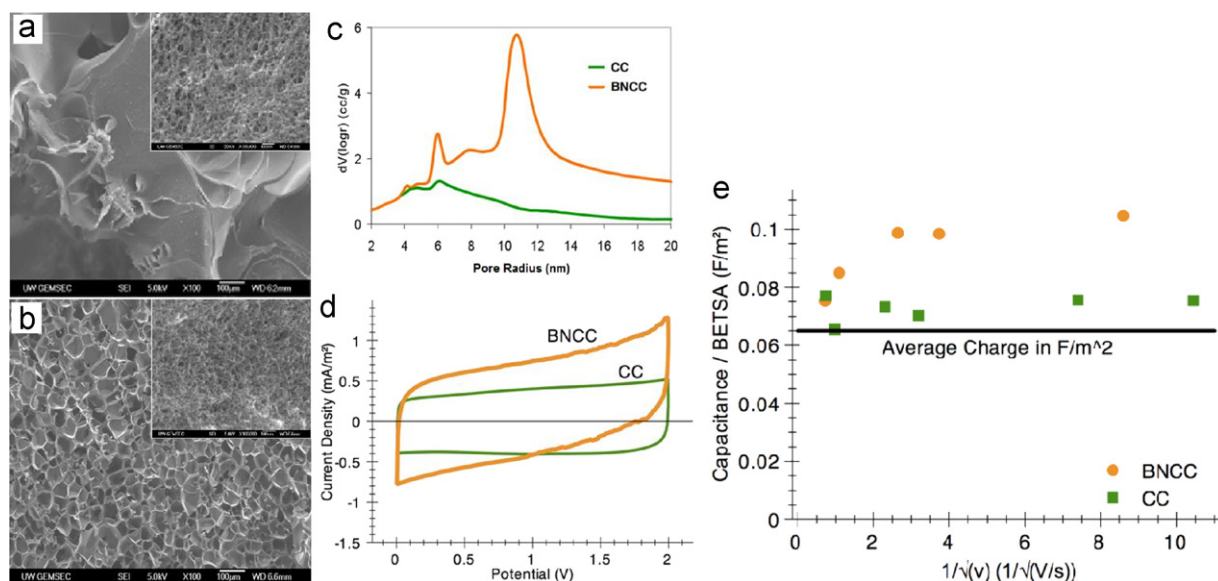 a
UW GEMSEC SEI 5.0kV X100 100µm WD 6.2mm
b
UW GEMSEC SEI 5.0kV X100 100µm WD 6.6mm
c
dV(logr) (cc/g)
6
4
2
0
CC
BNCC
2 4 6 8 10 12 14 16 18 20
Pore Radius (nm)
d
Current Density (mA/m²)
1
0.5
0
-0.5
-1
-1.5
BNCC
CC
0 0.5 1 1.5 2
Potential (V)
e
Capacitance / BETSA (F/m²)
0.1
0.08
0.06
0.04
0.02
0
Average Charge in F/m^2
BNCC
CC
0 2 4 6 8 10
1/√(v) (1/√(V/s))